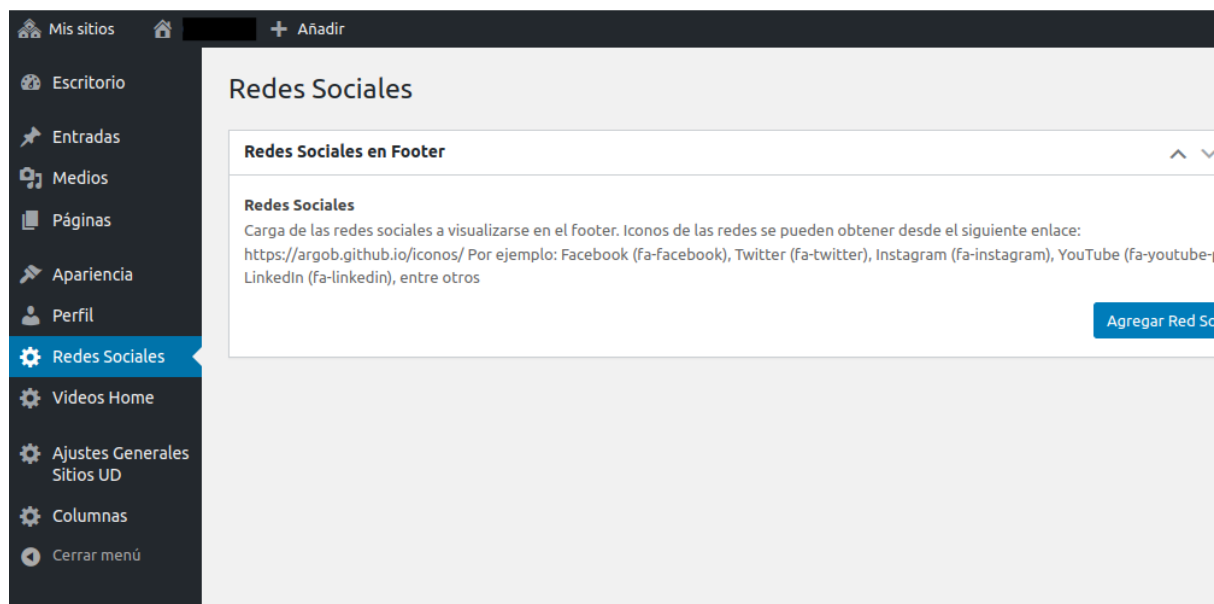 Mis sitios
Añadir
Escritorio
Entradas
Medios
Páginas
Apariencia
Perfil
Redes Sociales
Videos Home
Ajustes Generales
Sitios UD
Columnas
Cerrar menú
Redes Sociales
Redes Sociales en Footer
Redes Sociales
Carga de las redes sociales a visualizarse en el footer. Iconos de las redes se pueden obtener desde el siguiente enlace:
https://argob.github.io/iconos/ Por ejemplo: Facebook (fa-facebook), Twitter (fa-twitter), Instagram (fa-instagram), YouTube (fa-youtube-
LinkedIn (fa-linkedin), entre otros
Agregar Red